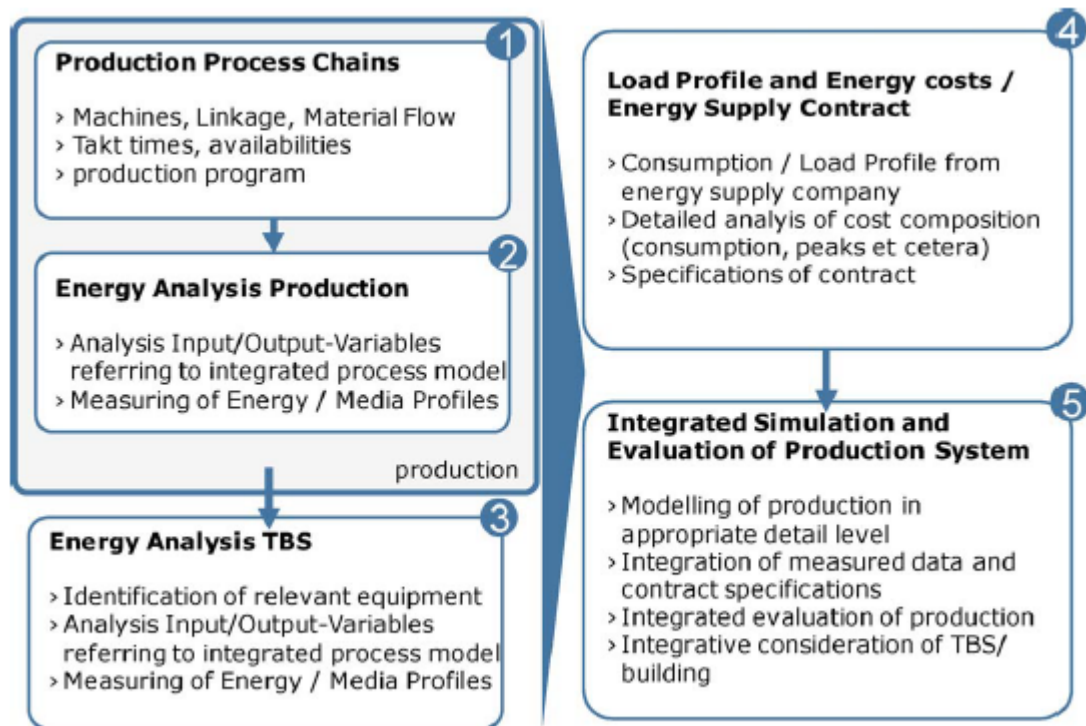 1
Production Process Chains
› Machines, Linkage, Material Flow
› Takt times, availabilities
› production program
2
Energy Analysis Production
› Analysis Input/Output-Variables
referring to integrated process model
› Measuring of Energy / Media Profiles
production
3
Energy Analysis TBS
› Identification of relevant equipment
› Analysis Input/Output-Variables
referring to integrated process model
› Measuring of Energy / Media Profiles
4
Load Profile and Energy costs /
Energy Supply Contract
› Consumption / Load Profile from
energy supply company
› Detailed analyis of cost composition
(consumption, peaks et cetera)
› Specifications of contract
5
Integrated Simulation and
Evaluation of Production System
› Modelling of production in
appropriate detail level
› Integration of measured data and
contract specifications
› Integrated evaluation of production
› Integrative consideration of TBS/
building